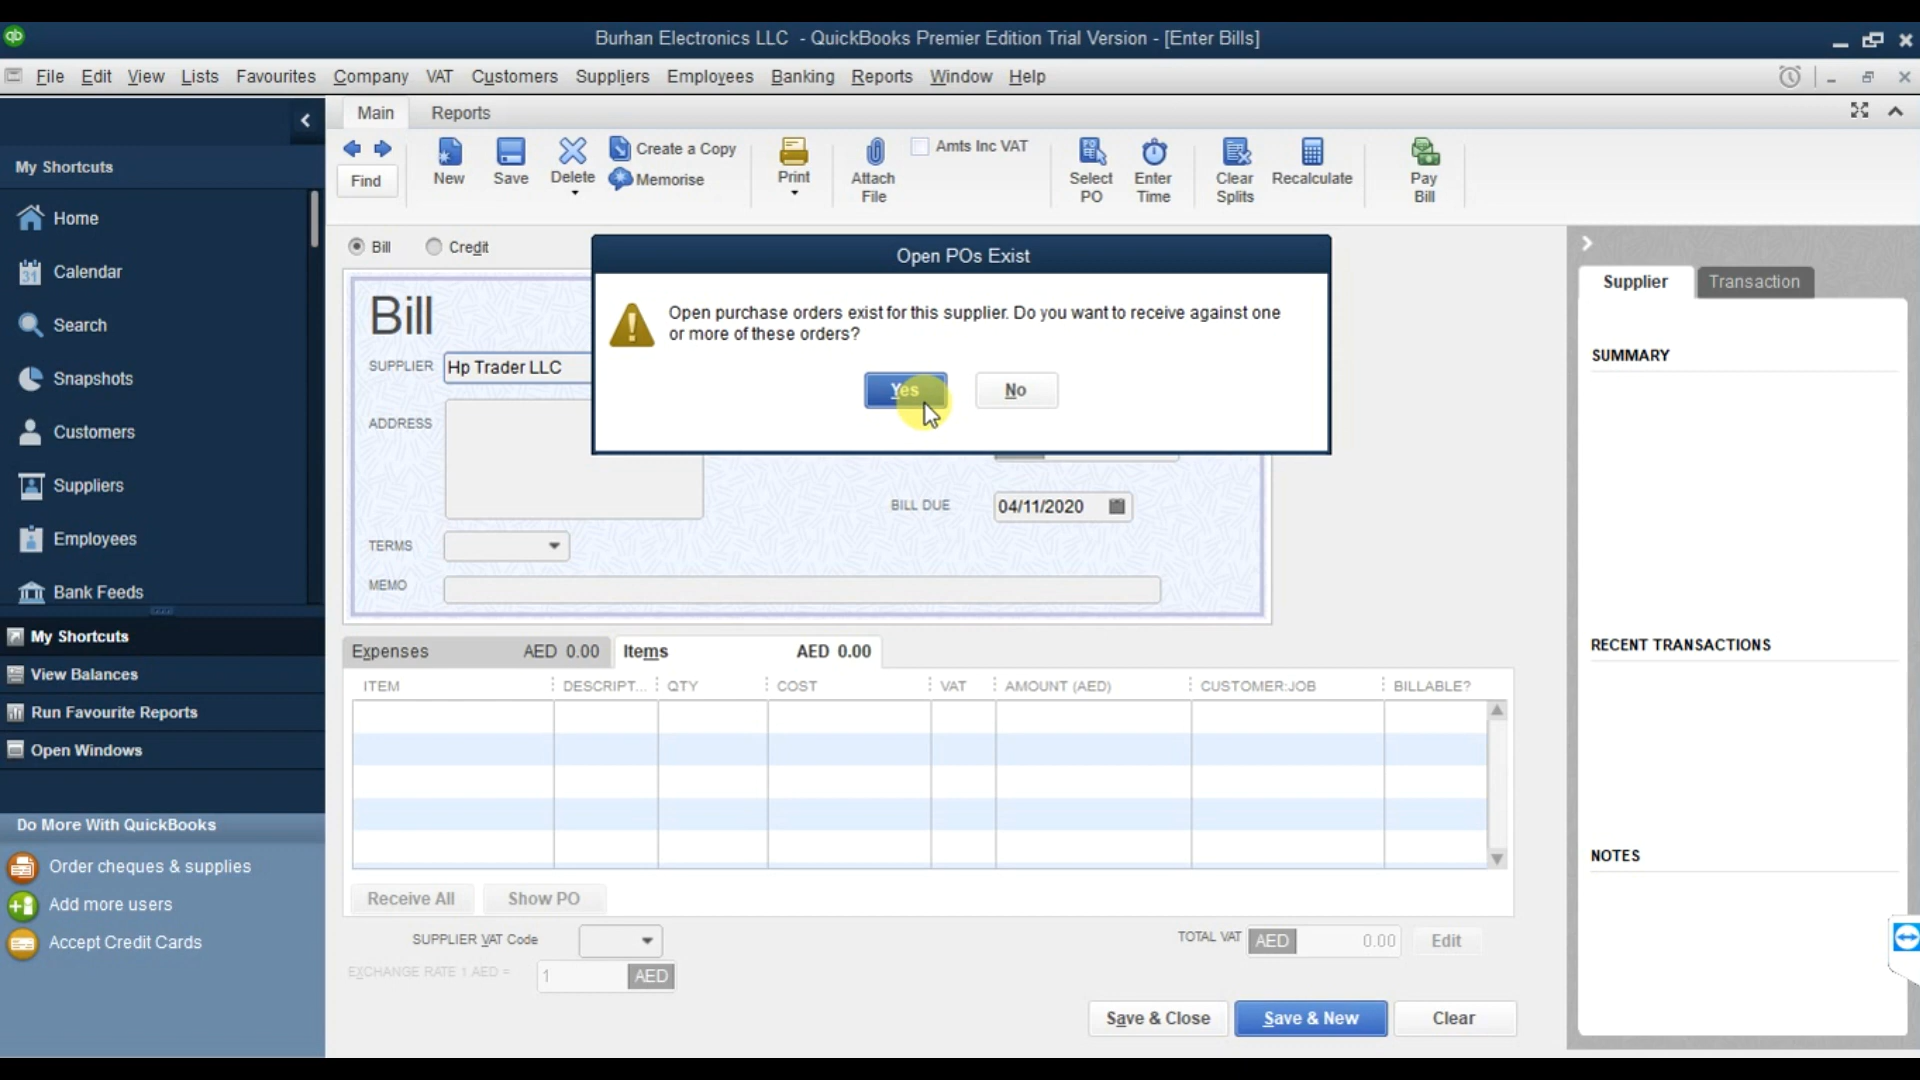 qb
Burhan Electronics LLC - QuickBooks Premier Edition Trial Version - [Enter Bills]
File Edit View Lists Favourites Company VAT Customers Suppliers Employees Banking Reports Window Help
Main Reports
My Shortcuts
Home
31 Calendar
Search
Snapshots
Customers
Suppliers
Employees
Bank Feeds
My Shortcuts
View Balances
Run Favourite Reports
Open Windows
Do More With QuickBooks
Order cheques & supplies
Add more users
Accept Credit Cards
Find
New
Save
Delete
Create a Copy
Memorise
Print
Attach
File
Amts Inc VAT
Select
PO
Enter
Time
Clear
Splits
Recalculate
Pay
Bill
Bill Credit
Open POs Exist
Open purchase orders exist for this supplier. Do you want to receive against one
or more of these orders?
Yes No
Bill
SUPPLIER Hp Trader LLC
ADDRESS
BILL DUE 04/11/2020
TERMS
MEMO
Expenses AED 0.00 Items AED 0.00
ITEM DESCRIPT... QTY COST VAT AMOUNT (AED) CUSTOMER:JOB BILLABLE?
Receive All Show PO
SUPPLIER VAT Code TOTAL VAT AED 0.00 Edit
EXCHANGE RATE 1 AED = 1 AED
Save & Close Save & New Clear
Supplier Transaction
SUMMARY
RECENT TRANSACTIONS
NOTES